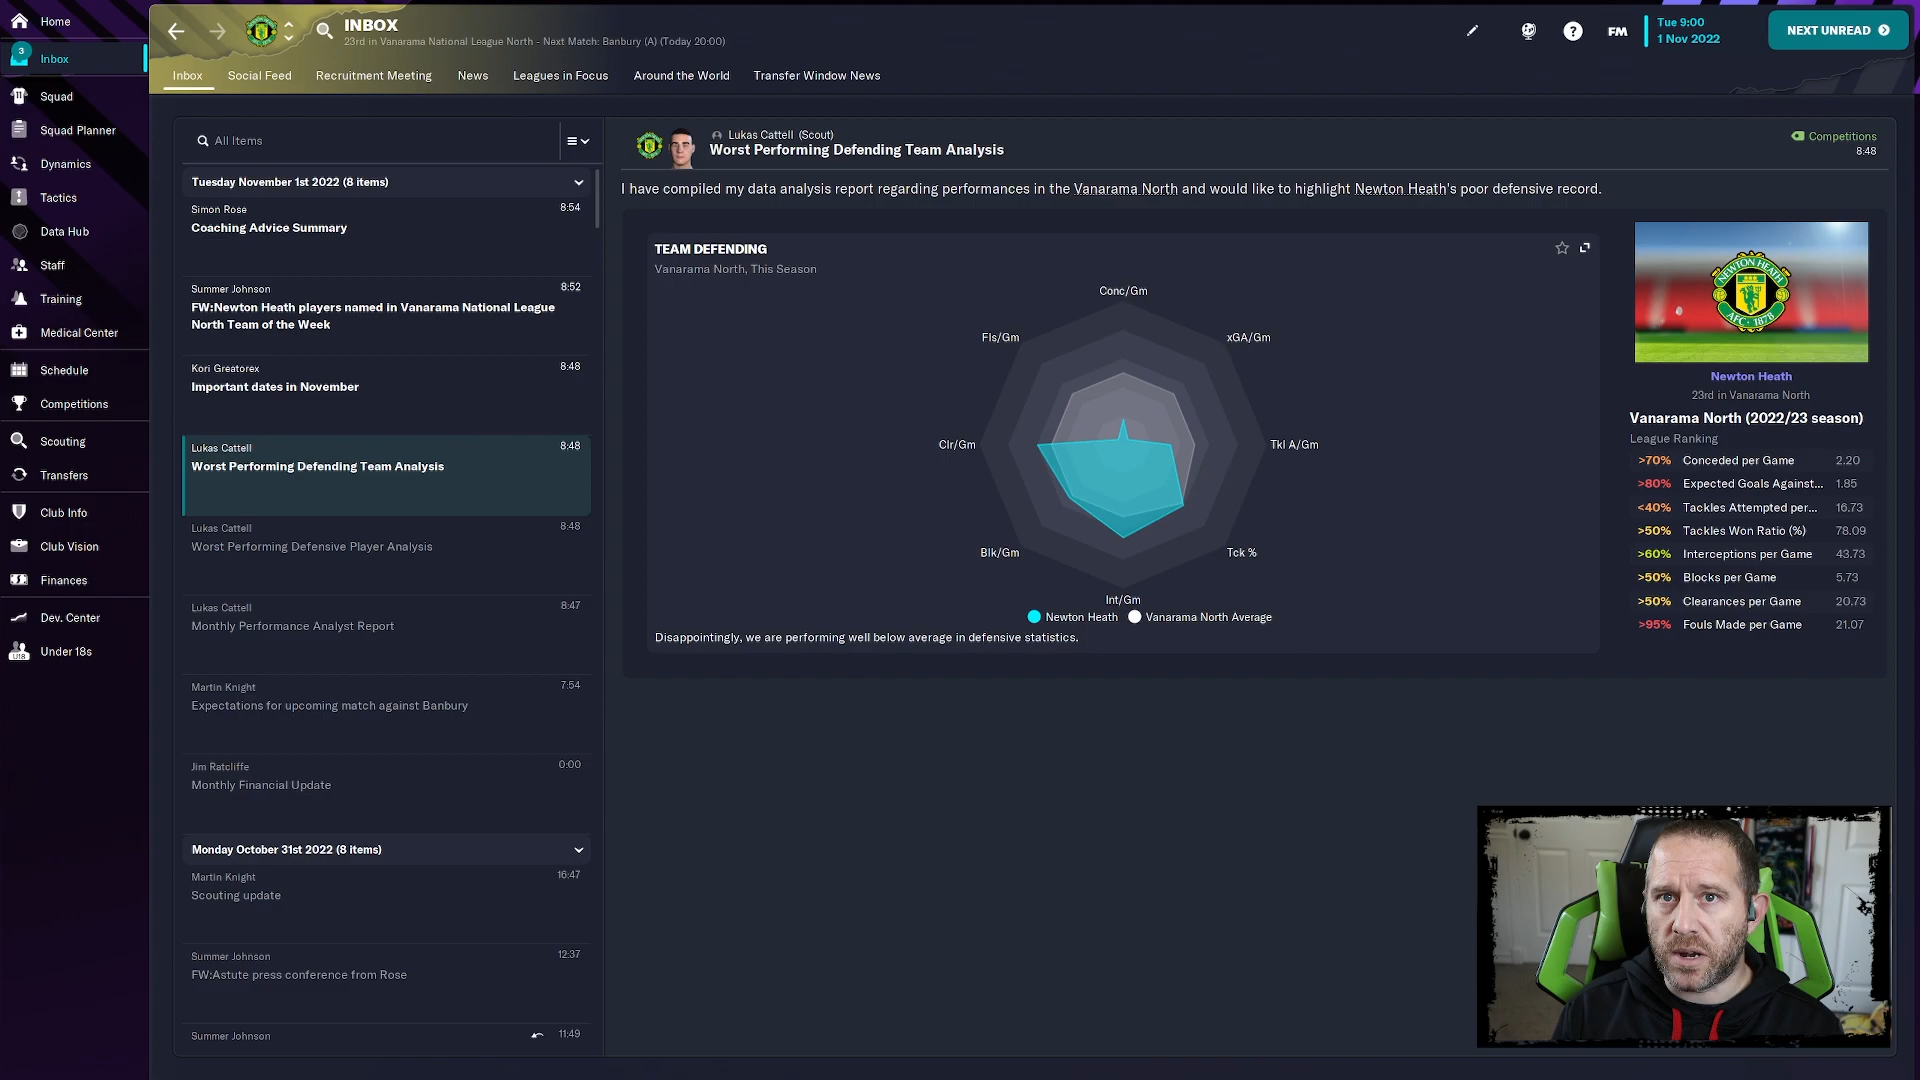 Home
3
Inbox
Squad
Squad Planner
Dynamics
Tactics
Data Hub
Staff
Training
Medical Center
Schedule
Competitions
Scouting
Transfers
Club Info
Club Vision
Finances
Dev. Center
U18
Under 18s
INBOX
23rd in Vanarama National League North - Next Match: Banbury (A) (Today 20:00)
FM
Tue 9:00
1 Nov 2022
NEXT UNREAD
Inbox
Social Feed
Recruitment Meeting
News
Leagues in Focus
Around the World
Transfer Window News
All Items
Tuesday November 1st 2022 (8 items)
Simon Rose 8:54
Coaching Advice Summary
Summer Johnson 8:52
FW:Newton Heath players named in Vanarama National League
North Team of the Week
Kori Greatorex 8:48
Important dates in November
Lukas Cattell 8:48
Worst Performing Defending Team Analysis
Lukas Cattell 8:48
Worst Performing Defensive Player Analysis
Lukas Cattell 8:47
Monthly Performance Analyst Report
Martin Knight 7:54
Expectations for upcoming match against Banbury
Jim Ratcliffe 0:00
Monthly Financial Update
Monday October 31st 2022 (8 items)
Martin Knight 16:47
Scouting update
Summer Johnson 12:37
FW:Astute press conference from Rose
Summer Johnson 11:49
Lukas Cattell (Scout)
Worst Performing Defending Team Analysis
Competitions
8:48
I have compiled my data analysis report regarding performances in the Vanarama North and would like to highlight Newton Heath's poor defensive record.
TEAM DEFENDING
Vanarama North, This Season
Conc/Gm
Fls/Gm
xGA/Gm
Clr/Gm
Tkl A/Gm
Blk/Gm
Tck %
Int/Gm
Newton Heath
Vanarama North Average
Disappointingly, we are performing well below average in defensive statistics.
NEWTON HEATH
AFC · 1878
Newton Heath
23rd in Vanarama North
Vanarama North (2022/23 season)
League Ranking
>70% Conceded per Game 2.20
>80% Expected Goals Against... 1.85
<40% Tackles Attempted per... 16.73
>50% Tackles Won Ratio (%) 78.09
>60% Interceptions per Game 43.73
>50% Blocks per Game 5.73
>50% Clearances per Game 20.73
>95% Fouls Made per Game 21.07